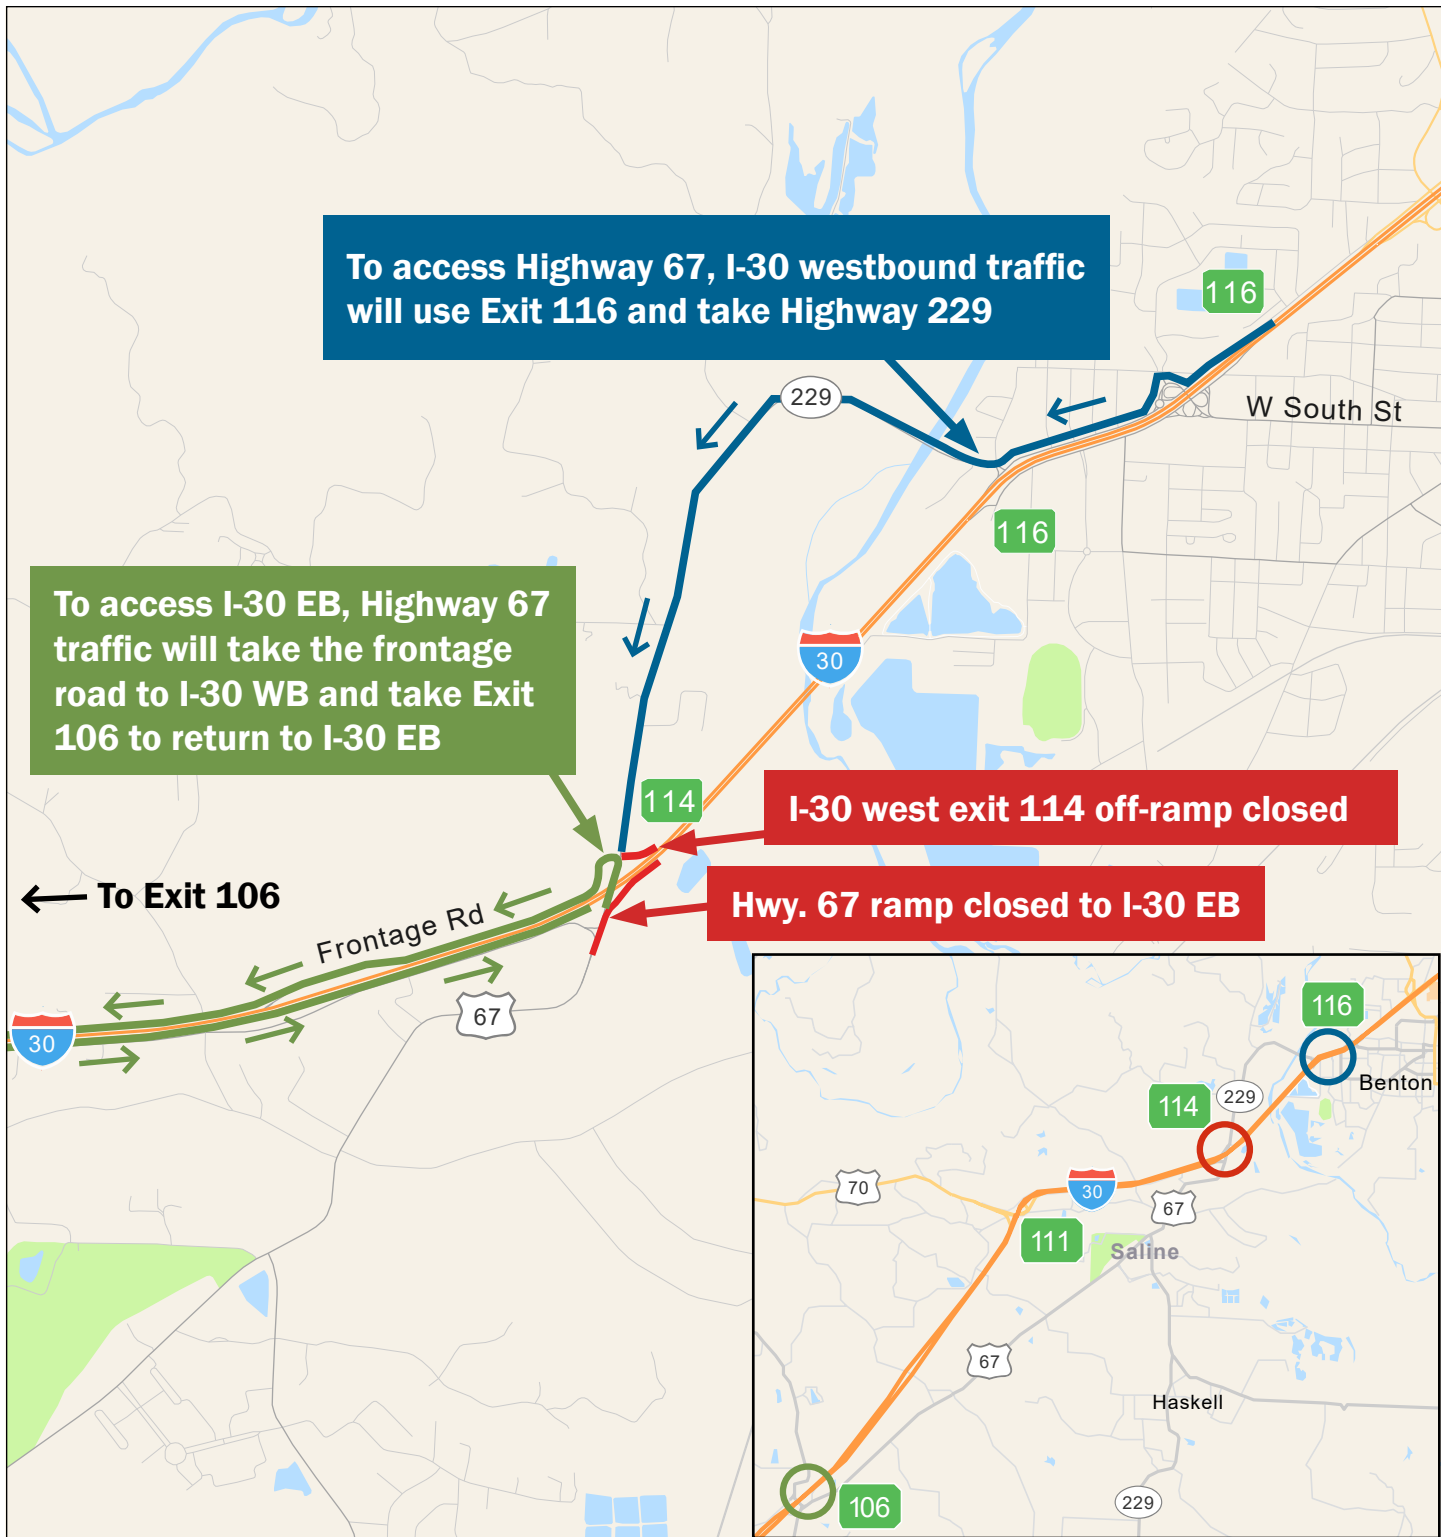 To access Highway 67, I-30 westbound traffic
will use Exit 116 and take Highway 229
116
229
W South St
116
To access I-30 EB, Highway 67
traffic will take the frontage
road to I-30 WB and take Exit
106 to return to I-30 EB
30
114
I-30 west exit 114 off-ramp closed
To Exit 106
Hwy. 67 ramp closed to I-30 EB
Frontage Rd
67
30
116
Benton
114
229
70
30
67
111
Saline
67
Haskell
106
229